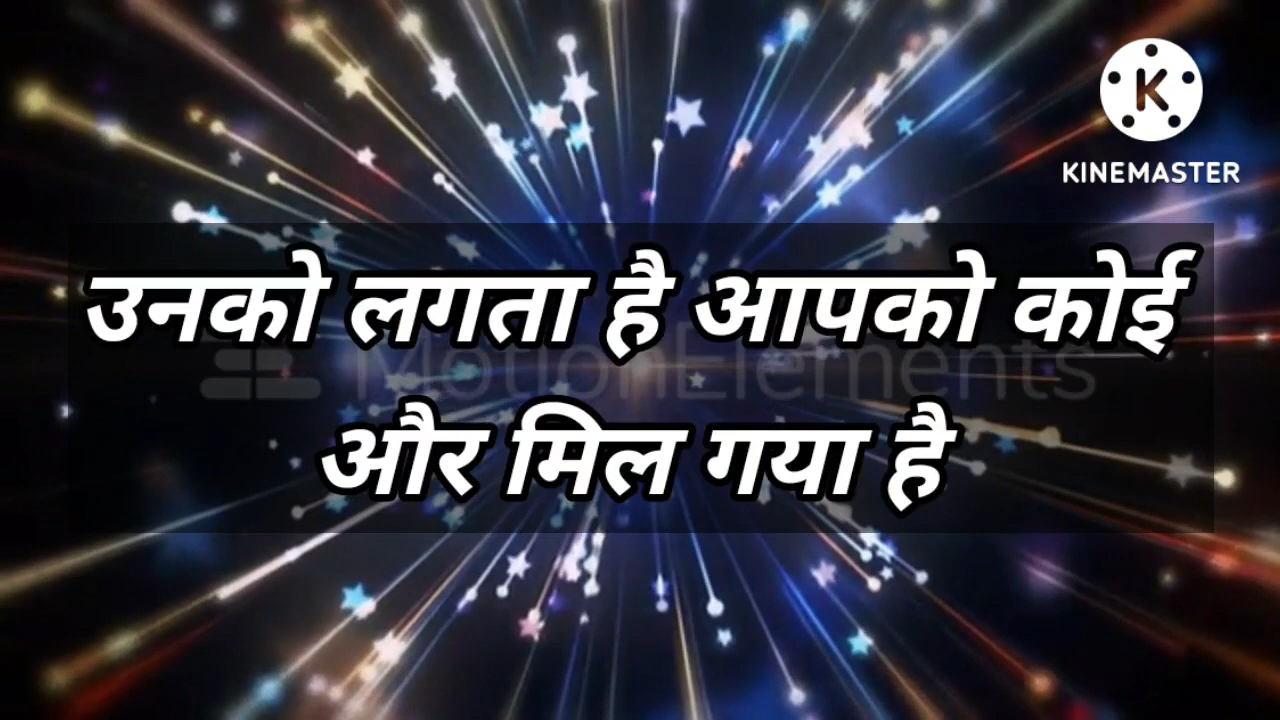 KINEMASTER
उनको लगता है आपको कोई
MotionElements
और मिल गया है